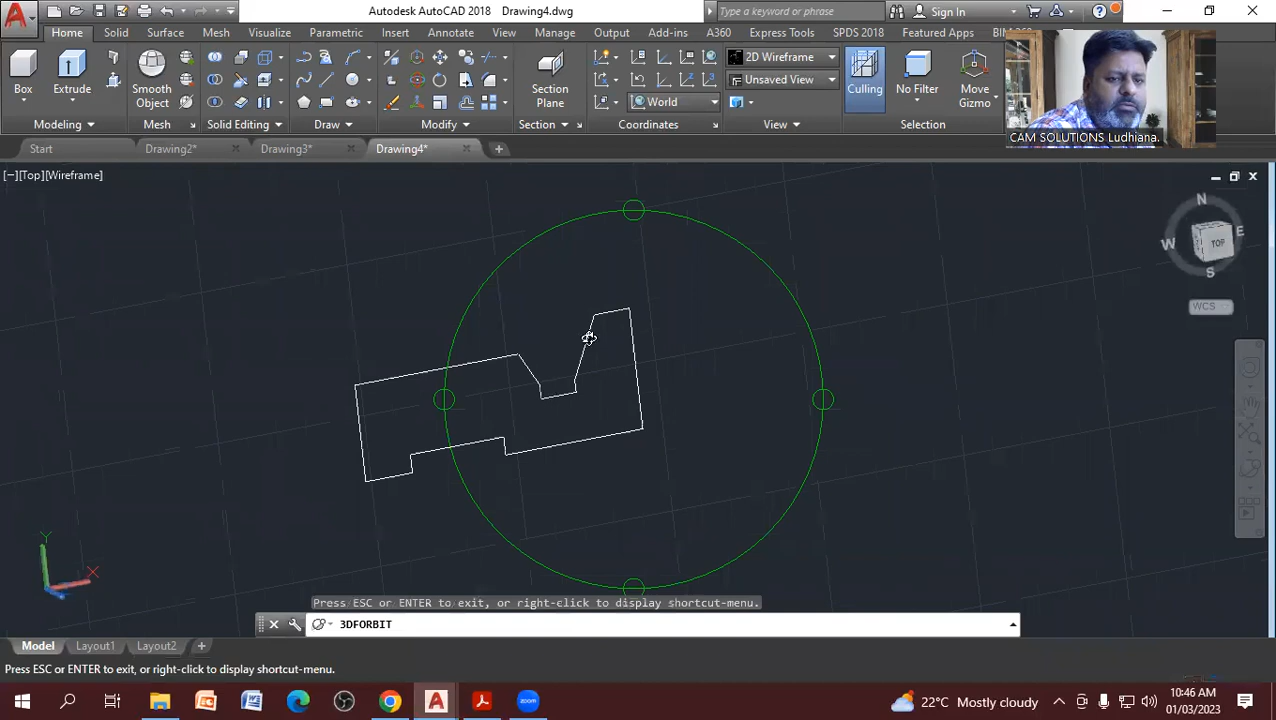 Autodesk AutoCAD 2018 Drawing4.dwg
Type a keyword or phrase
Sign In
Home Solid Surface Mesh Visualize Parametric Insert Annotate View Manage Output Add-ins A360 Express Tools SPDS 2018 Featured Apps
Box
Extrude
Smooth Object
Section Plane
World
2D Wireframe
Unsaved View
Culling
No Filter
Move Gizmo
Modeling Mesh Solid Editing Draw Modify Section Coordinates View Selection
CAM SOLUTIONS Ludhiana.
Start Drawing2* Drawing3* Drawing4*
[−][Top][Wireframe]
N
W E
TOP
S
WCS
Y
X
Press ESC or ENTER to exit, or right-click to display shortcut-menu.
3DFORBIT
Model Layout1 Layout2
Press ESC or ENTER to exit, or right-click to display shortcut-menu.
22°C Mostly cloudy
10:46 AM
01/03/2023